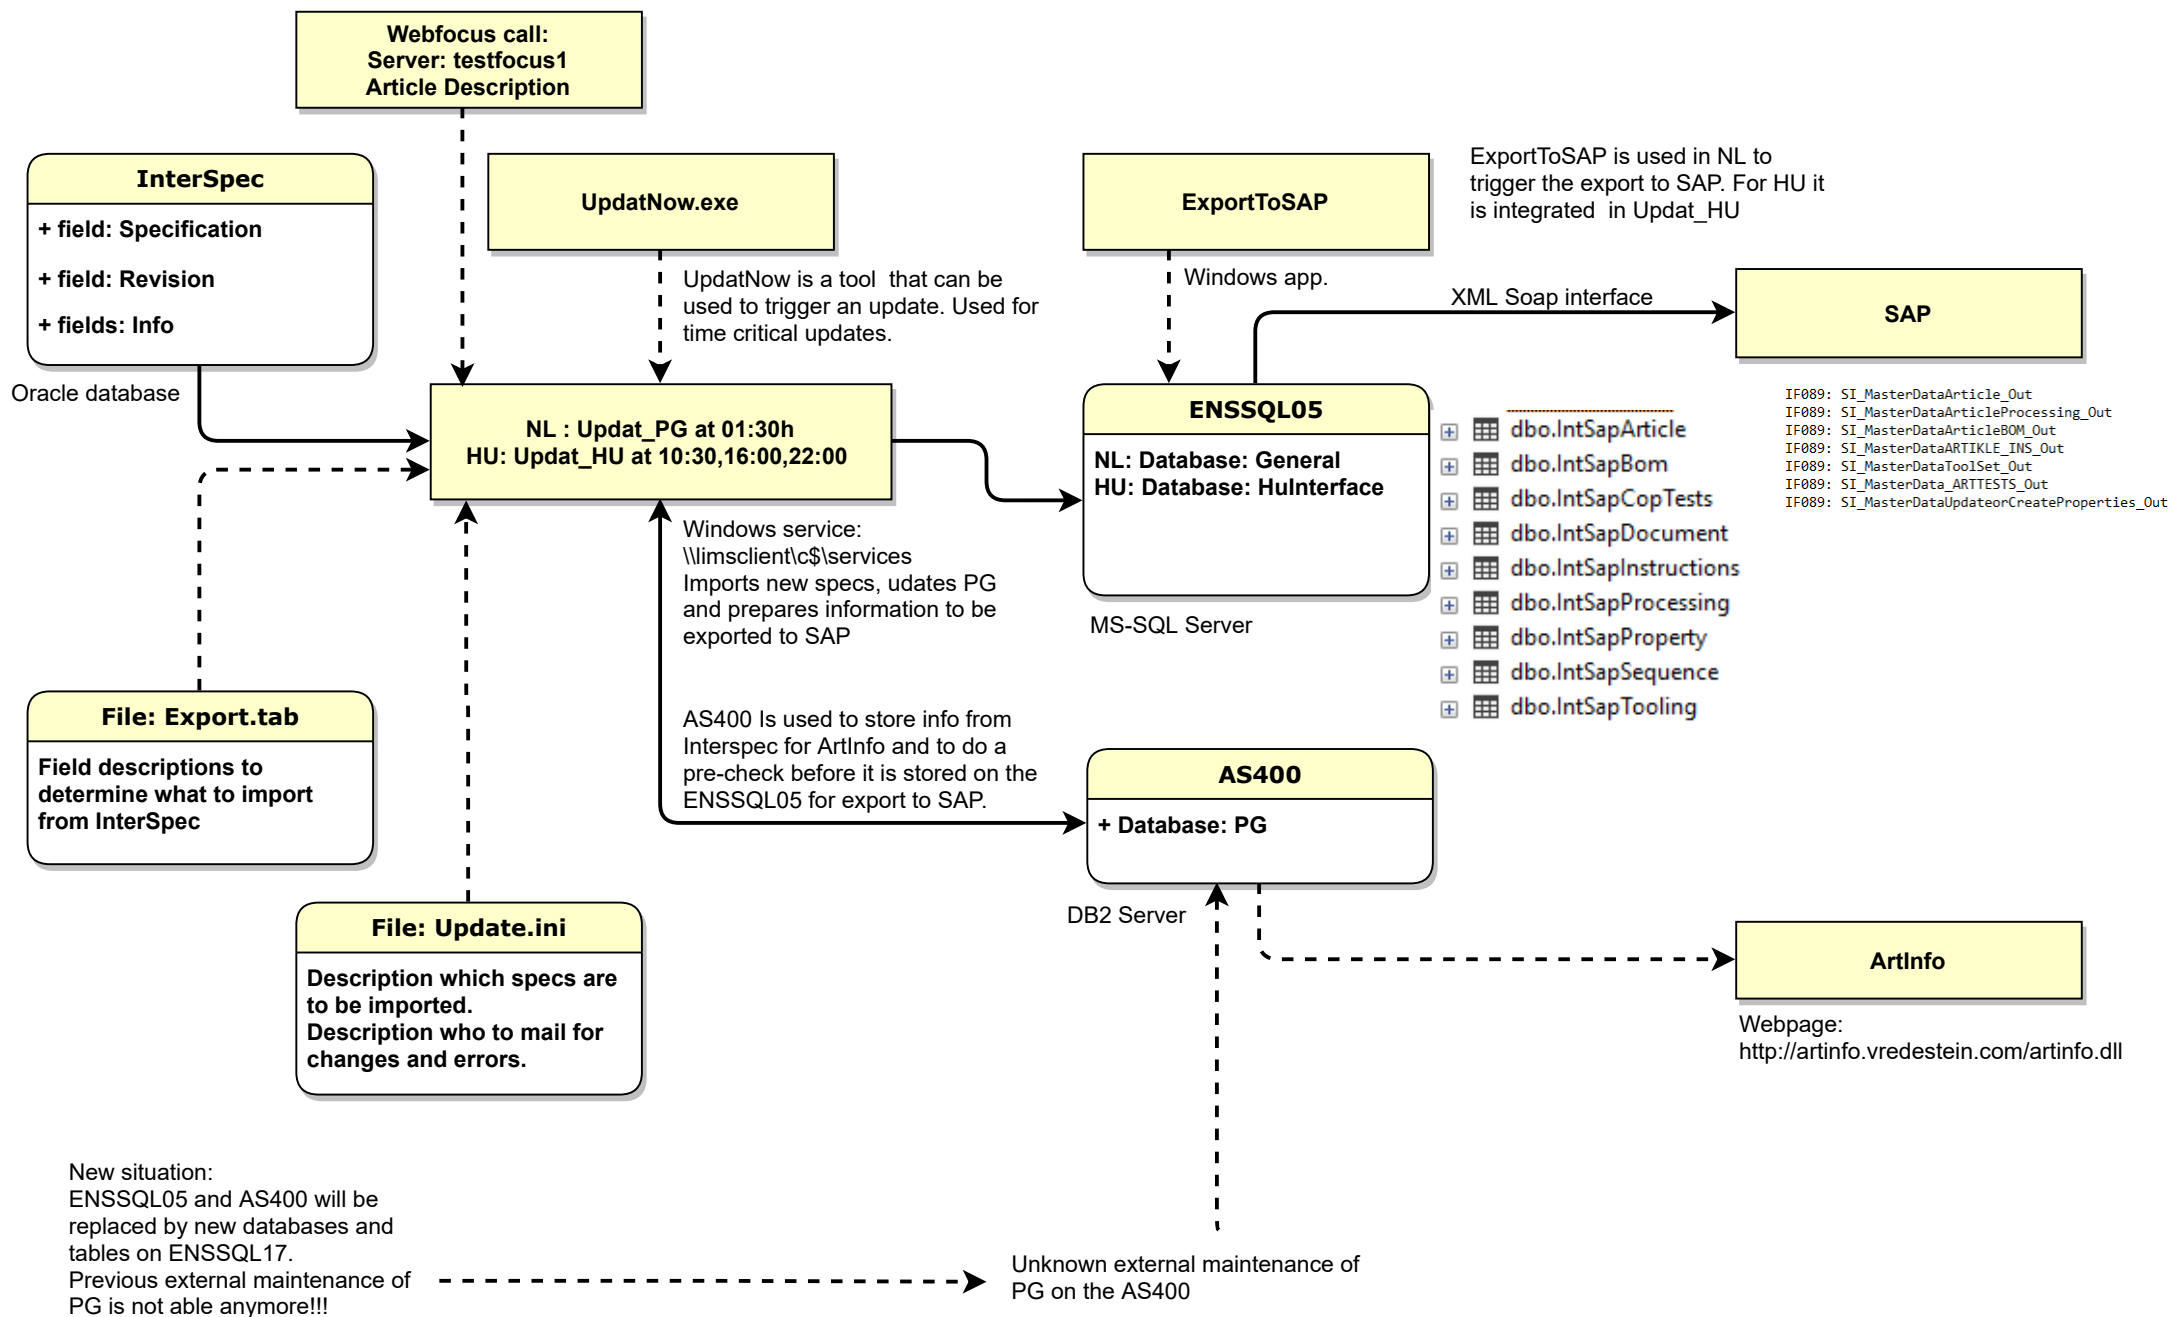 Webfocus call:
Server: testfocus1
Article Description
InterSpec
+ field: Specification
+ field: Revision
+ fields: Info
Oracle database
UpdatNow.exe
UpdatNow is a tool  that can be
used to trigger an update. Used for
time critical updates.
ExportToSAP
Windows app.
ExportToSAP is used in NL to
trigger the export to SAP. For HU it
is integrated  in Updat_HU
XML Soap interface
SAP
NL : Updat_PG at 01:30h
HU: Updat_HU at 10:30,16:00,22:00
ENSSQL05
NL: Database: General
HU: Database: HuInterface
MS-SQL Server
dbo.IntSapArticle
dbo.IntSapBom
dbo.IntSapCopTests
dbo.IntSapDocument
dbo.IntSapInstructions
dbo.IntSapProcessing
dbo.IntSapProperty
dbo.IntSapSequence
dbo.IntSapTooling
IF089: SI_MasterDataArticle_Out
IF089: SI_MasterDataArticleProcessing_Out
IF089: SI_MasterDataArticleBOM_Out
IF089: SI_MasterDataARTIKLE_INS_Out
IF089: SI_MasterDataToolSet_Out
IF089: SI_MasterData_ARTTESTS_Out
IF089: SI_MasterDataUpdateorCreateProperties_Out
Windows service:
\\limsclient\c$\services
Imports new specs, udates PG
and prepares information to be
exported to SAP
File: Export.tab
Field descriptions to
determine what to import
from InterSpec
AS400 Is used to store info from
Interspec for ArtInfo and to do a
pre-check before it is stored on the
ENSSQL05 for export to SAP.
AS400
+ Database: PG
DB2 Server
File: Update.ini
Description which specs are
to be imported.
Description who to mail for
changes and errors.
ArtInfo
Webpage:
http://artinfo.vredestein.com/artinfo.dll
New situation:
ENSSQL05 and AS400 will be
replaced by new databases and
tables on ENSSQL17.
Previous external maintenance of
PG is not able anymore!!!
Unknown external maintenance of
PG on the AS400